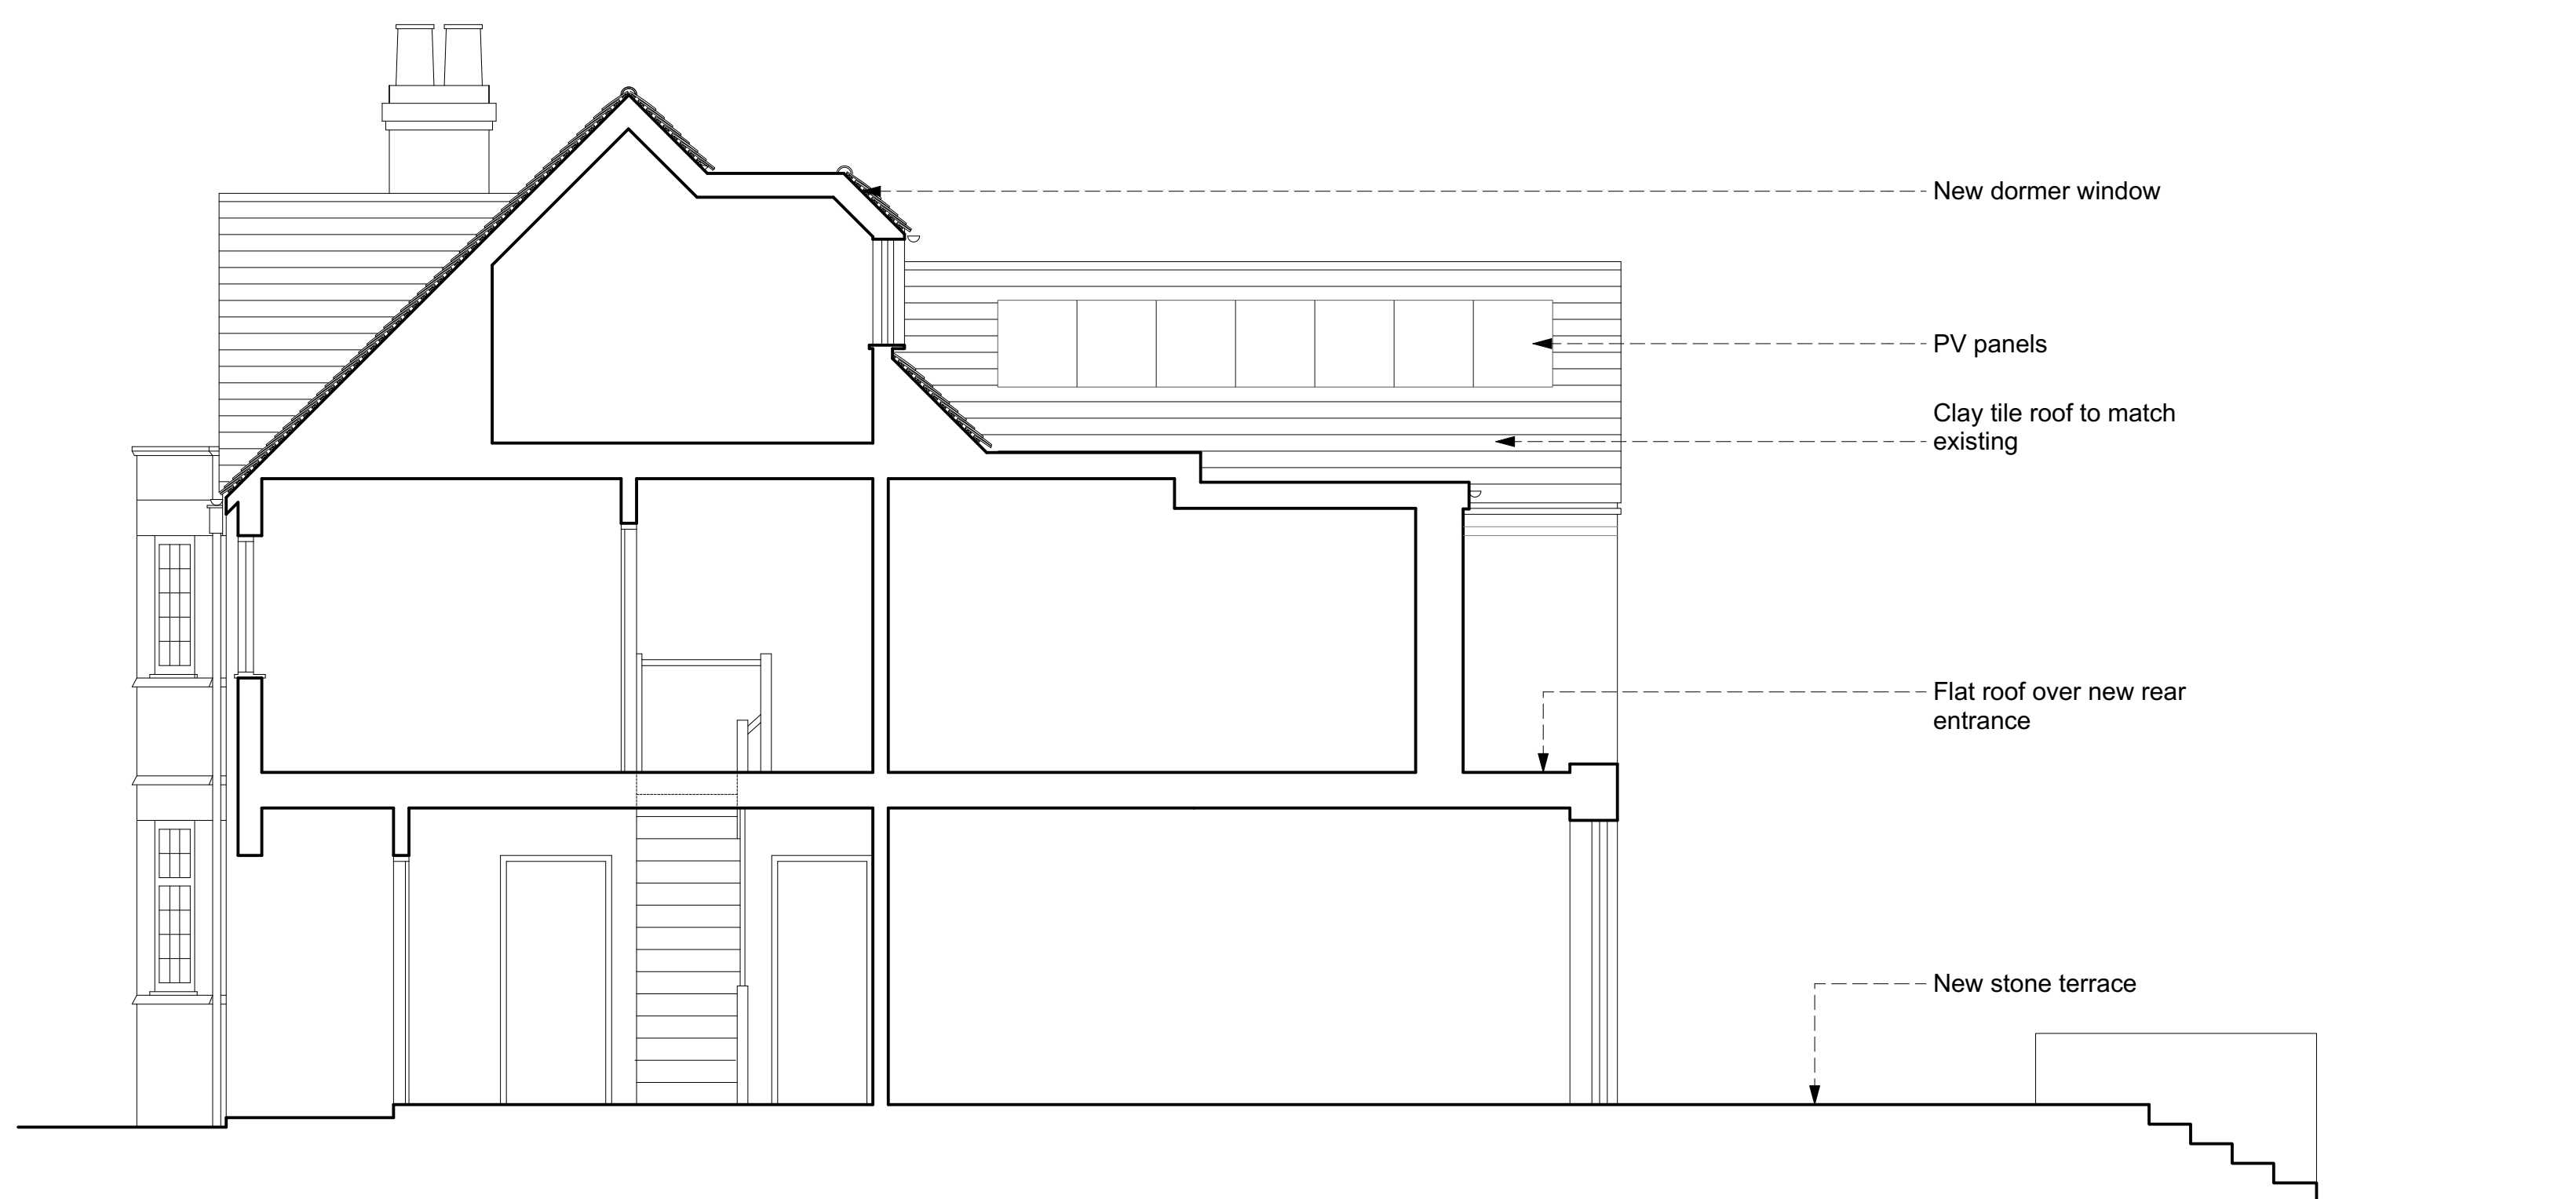 New dormer window
PV panels
Clay tile roof to match
existing
Flat roof over new rear
entrance
New stone terrace